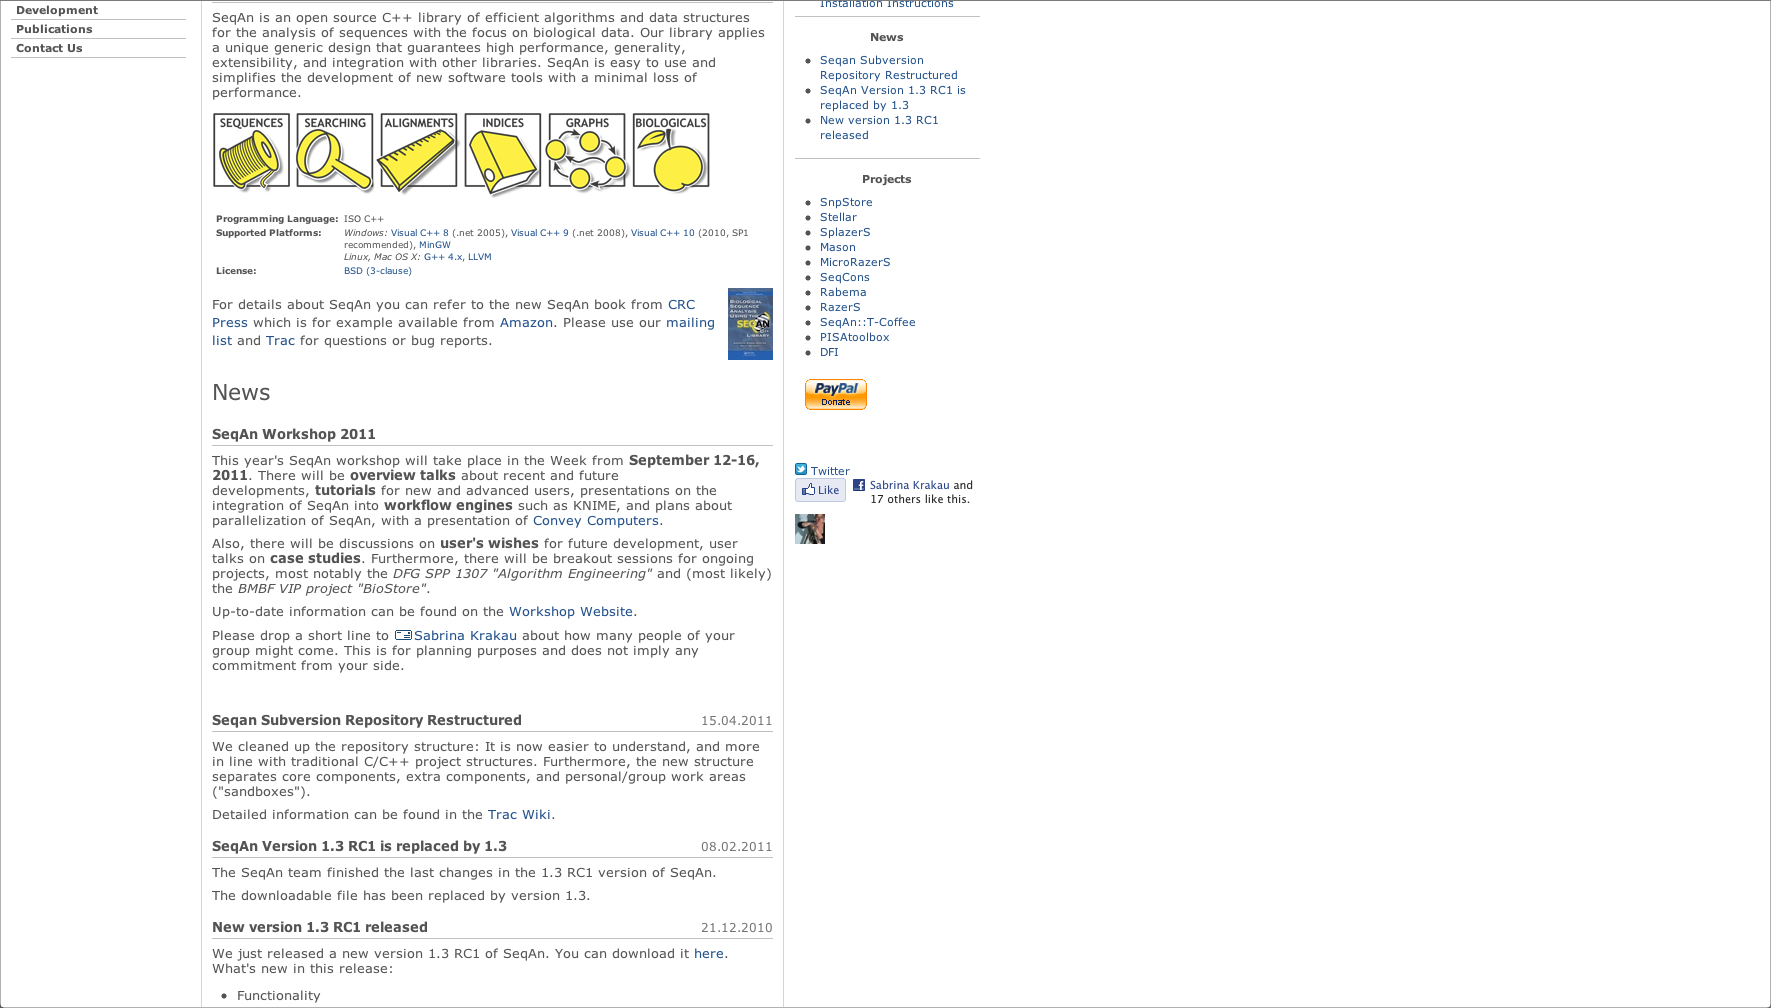 Development
Publications
Contact Us
SeqAn is an open source C++ library of efficient algorithms and data structures
for the analysis of sequences with the focus on biological data. Our library applies
a unique generic design that guarantees high performance, generality,
extensibility, and integration with other libraries. SeqAn is easy to use and
simplifies the development of new software tools with a minimal loss of
performance.
SEQUENCES SEARCHING ALIGNMENTS INDICES GRAPHS BIOLOGICALS
Programming Language: ISO C++
Supported Platforms: Windows: Visual C++ 8 (.net 2005), Visual C++ 9 (.net 2008), Visual C++ 10 (2010, SP1
recommended), MinGW
Linux, Mac OS X: G++ 4.x, LLVM
License: BSD (3-clause)
For details about SeqAn you can refer to the new SeqAn book from CRC
Press which is for example available from Amazon. Please use our mailing
list and Trac for questions or bug reports.
BIOLOGICAL
SEQUENCE
ANALYSIS
USING THE
SEQAN
LIBRARY
News
SeqAn Workshop 2011
This year's SeqAn workshop will take place in the Week from September 12-16,
2011. There will be overview talks about recent and future
developments, tutorials for new and advanced users, presentations on the
integration of SeqAn into workflow engines such as KNIME, and plans about
parallelization of SeqAn, with a presentation of Convey Computers.
Also, there will be discussions on user's wishes for future development, user
talks on case studies. Furthermore, there will be breakout sessions for ongoing
projects, most notably the DFG SPP 1307 "Algorithm Engineering" and (most likely)
the BMBF VIP project "BioStore".
Up-to-date information can be found on the Workshop Website.
Please drop a short line to Sabrina Krakau about how many people of your
group might come. This is for planning purposes and does not imply any
commitment from your side.
Seqan Subversion Repository Restructured 15.04.2011
We cleaned up the repository structure: It is now easier to understand, and more
in line with traditional C/C++ project structures. Furthermore, the new structure
separates core components, extra components, and personal/group work areas
("sandboxes").
Detailed information can be found in the Trac Wiki.
SeqAn Version 1.3 RC1 is replaced by 1.3 08.02.2011
The SeqAn team finished the last changes in the 1.3 RC1 version of SeqAn.
The downloadable file has been replaced by version 1.3.
New version 1.3 RC1 released 21.12.2010
We just released a new version 1.3 RC1 of SeqAn. You can download it here.
What's new in this release:
• Functionality
Installation Instructions
News
• Seqan Subversion
Repository Restructured
• SeqAn Version 1.3 RC1 is
replaced by 1.3
• New version 1.3 RC1
released
Projects
• SnpStore
• Stellar
• SplazerS
• Mason
• MicroRazerS
• SeqCons
• Rabema
• RazerS
• SeqAn::T-Coffee
• PISAtoolbox
• DFI
PayPal
Donate
Twitter
Like Sabrina Krakau and
17 others like this.